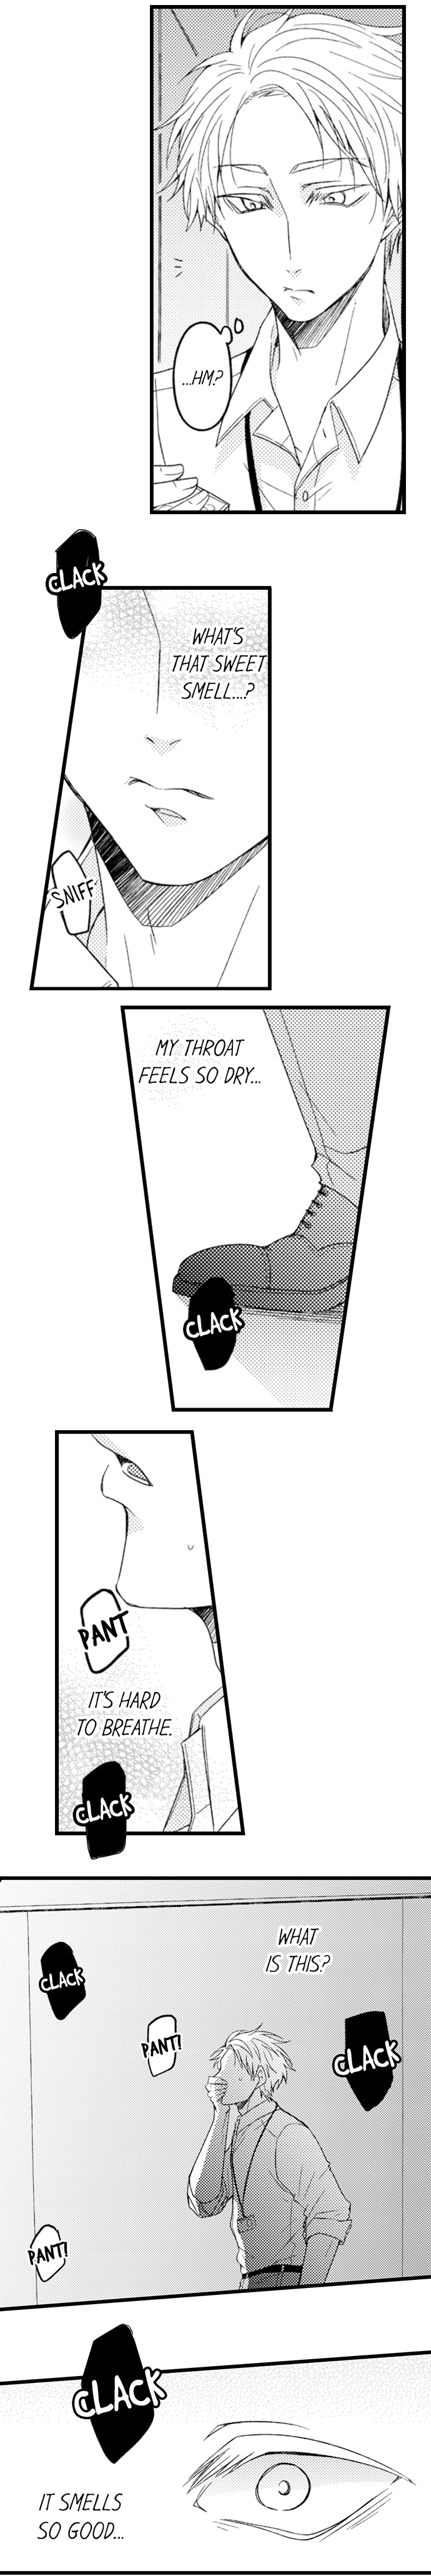 ...HM?
CLACK
WHAT'S
THAT SWEET
SMELL...?
SNIFF
MY THROAT
FEELS SO DRY...
CLACK
PANT
IT'S HARD
TO BREATHE.
CLACK
WHAT
IS THIS?
CLACK
PANT!
CLACK
PANT!
CLACK
IT SMELLS
SO GOOD...